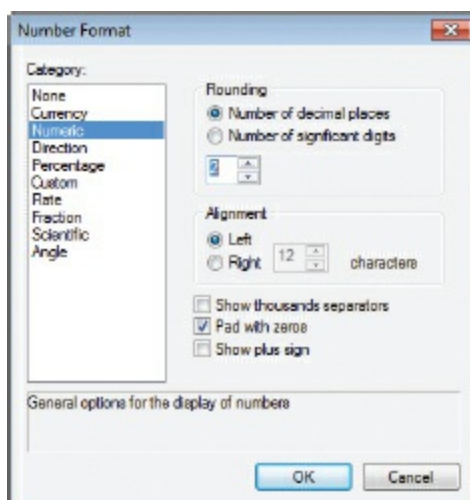 Number Format
Category:
None
Currency
Numeric
Direction
Percentage
Custom
Rate
Fraction
Scientific
Angle
Rounding
Number of decimal places
Number of significant digits
Alignment
Left
Right 12 characters
Show thousands separators
Pad with zeros
Show plus sign
General options for the display of numbers
OK Cancel